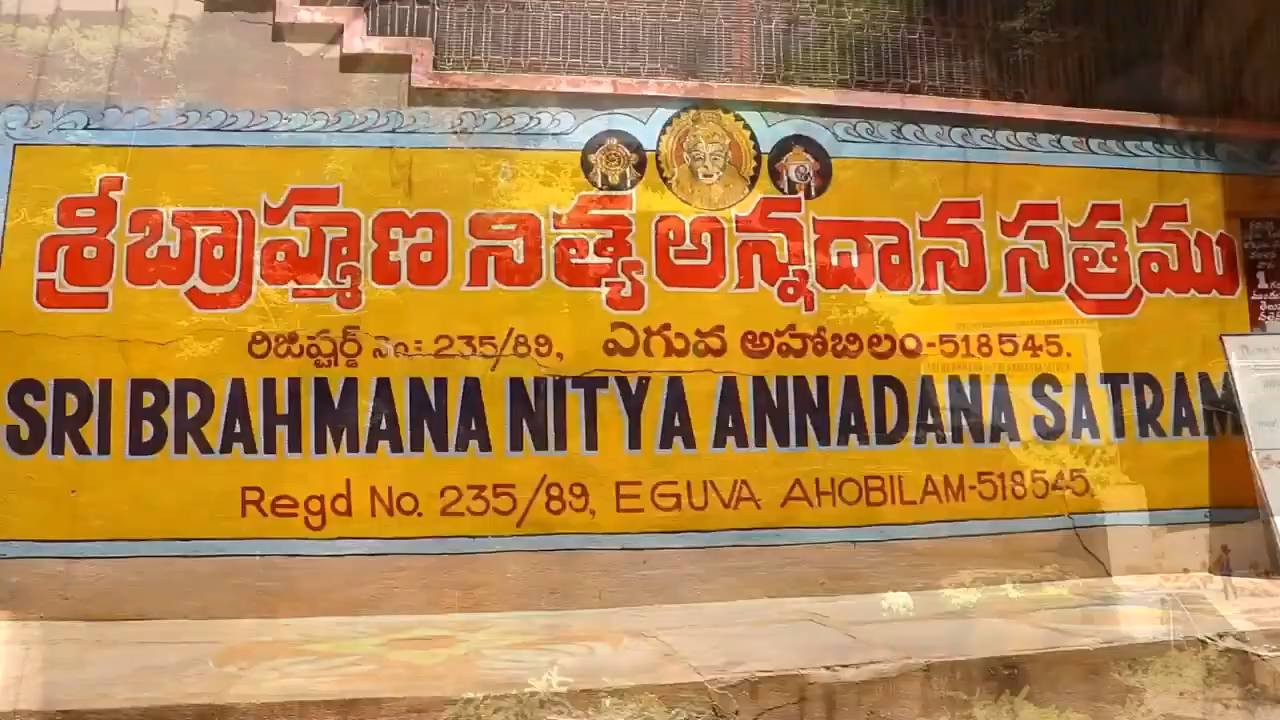 శ్రీ బ్రాహ్మణ నిత్య అన్నదాన సత్రము
రిజిష్టర్డ్ నెం: 235/89, ఎగువ అహోబిలం-518545.
SRI BRAHMANA NITYA ANNADANA SATRAM
Regd No. 235/89, EGUVA AHOBILAM-518545.